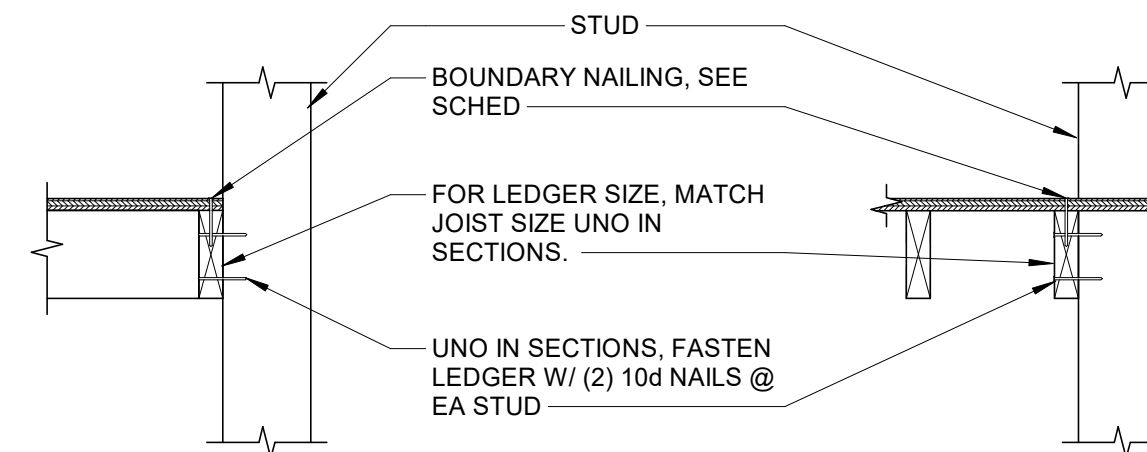 STUD
BOUNDARY NAILING, SEE
SCHED
FOR LEDGER SIZE, MATCH
JOIST SIZE UNO IN
SECTIONS.
UNO IN SECTIONS, FASTEN
LEDGER W/ (2) 10d NAILS @
EA STUD